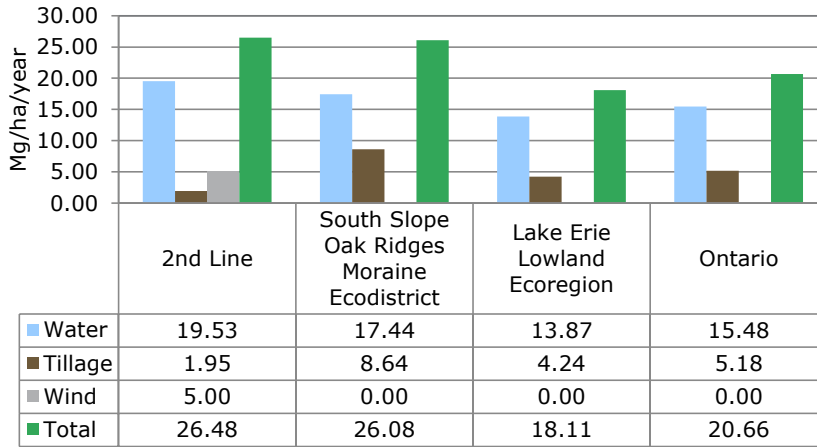 30.00
25.00
20.00
15.00
10.00
5.00
0.00
Mg/ha/year
2nd Line
South Slope
Oak Ridges
Moraine
Ecodistrict
Lake Erie
Lowland
Ecoregion
Ontario
Water 19.53 17.44 13.87 15.48
Tillage 1.95 8.64 4.24 5.18
Wind 5.00 0.00 0.00 0.00
Total 26.48 26.08 18.11 20.66